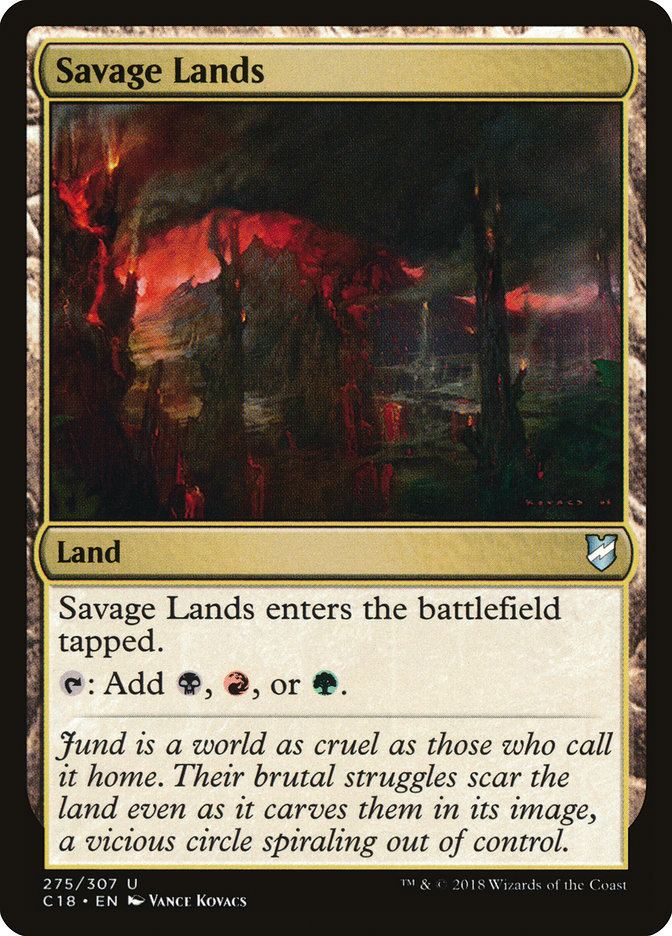 Savage Lands
KOVACS 08
Land
Savage Lands enters the battlefield
tapped.
: Add , , or .
Jund is a world as cruel as those who call
it home. Their brutal struggles scar the
land even as it carves them in its image,
a vicious circle spiraling out of control.
275/307 U
™ & © 2018 Wizards of the Coast
C18 • EN Vance Kovacs